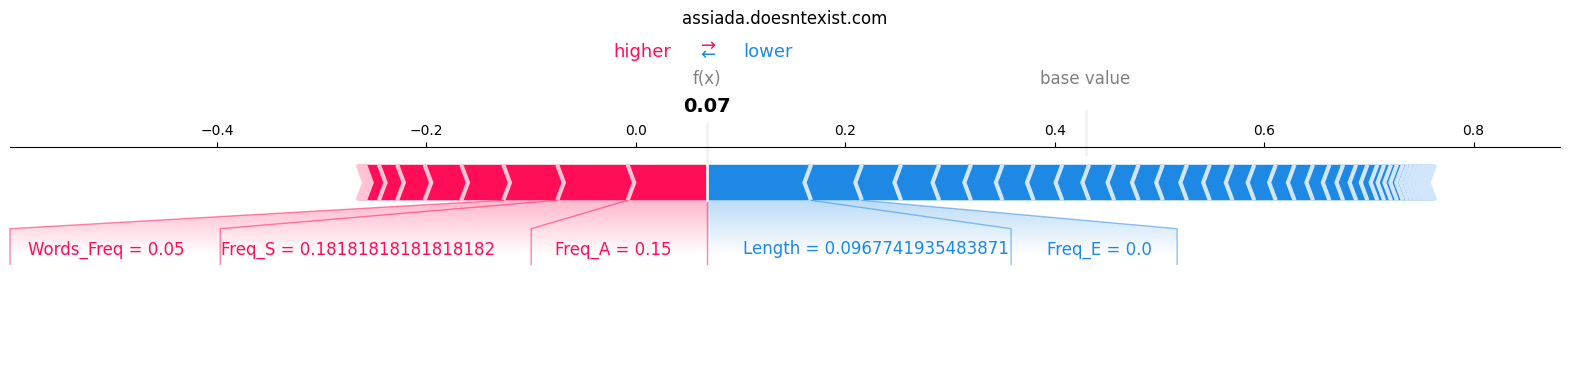 assiada.doesntexist.com
higher → ← lower
f(x) base value
0.07
−0.4 −0.2 0.0 0.2 0.4 0.6 0.8
Words_Freq = 0.05 Freq_S = 0.18181818181818182 Freq_A = 0.15 Length = 0.0967741935483871 Freq_E = 0.0